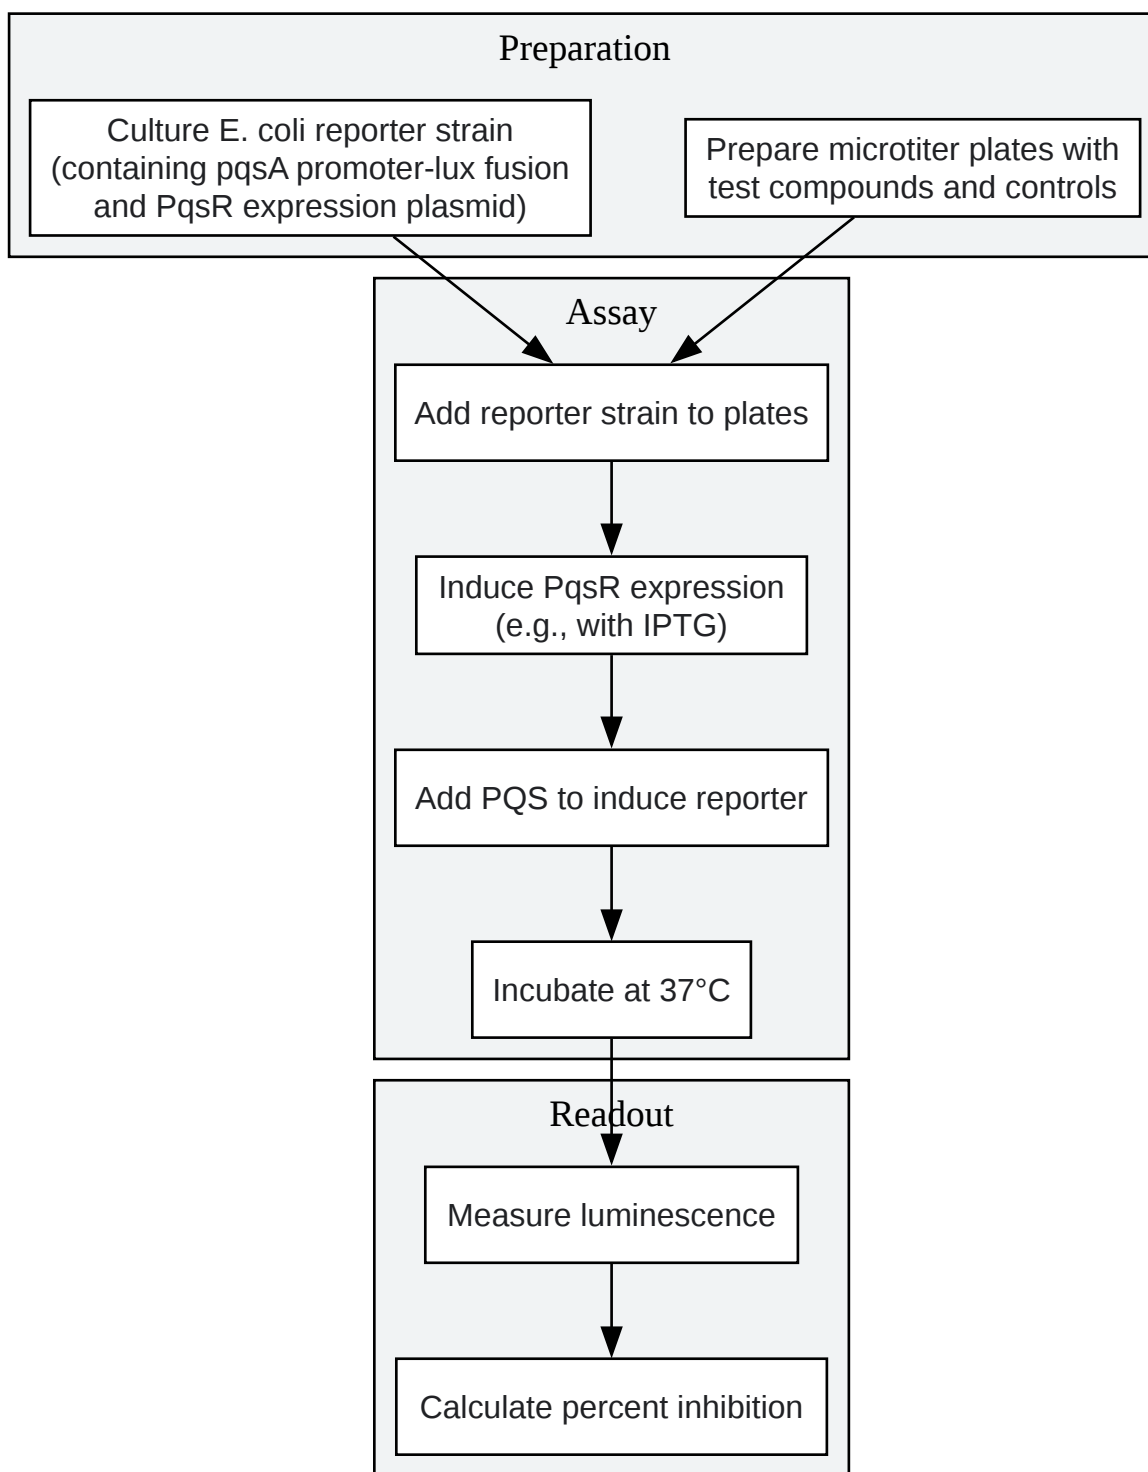 Preparation
Culture E. coli reporter strain
(containing pqsA promoter-lux fusion
and PqsR expression plasmid)
Prepare microtiter plates with
test compounds and controls
Assay
Add reporter strain to plates
Induce PqsR expression
(e.g., with IPTG)
Add PQS to induce reporter
Incubate at 37°C
Readout
Measure luminescence
Calculate percent inhibition